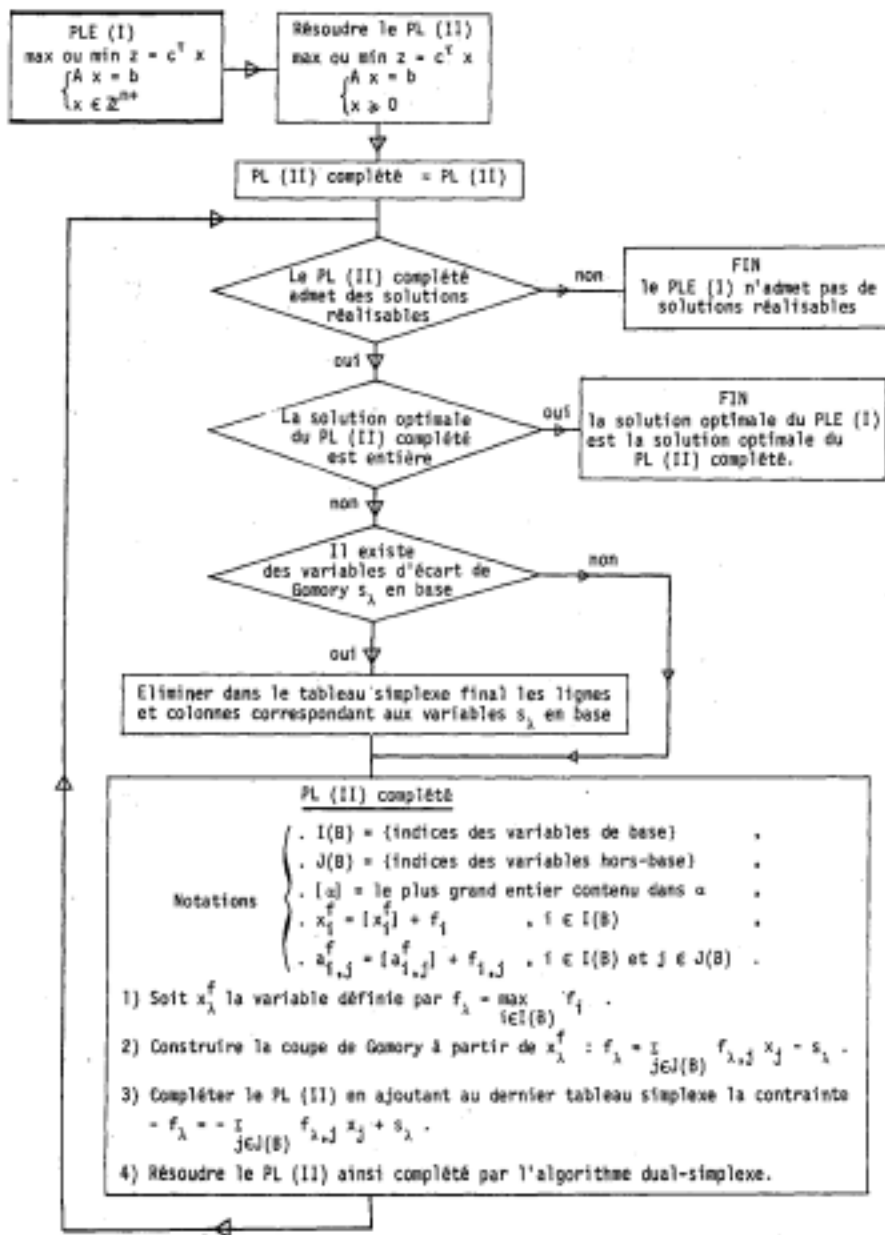 PLE (I)
max ou min z = cᵀ x
{A x = b
x ∈ ℤⁿ⁺
Résoudre le PL (II)
max ou min z = cᵀ x
{A x = b
x ⩾ 0
PL (II) complété = PL (II)
Le PL (II) complété
admet des solutions
réalisables
non
FIN
le PLE (I) n'admet pas de
solutions réalisables
oui
La solution optimale
du PL (II) complété
est entière
oui
FIN
la solution optimale du PLE (I)
est la solution optimale du
PL (II) complété.
non
Il existe
des variables d'écart de
Gomory s_λ en base
non
oui
Eliminer dans le tableau simplexe final les lignes
et colonnes correspondant aux variables s_λ en base
PL (II) complété
Notations
. I(B) = {indices des variables de base} .
. J(B) = {indices des variables hors-base} .
. [α] = le plus grand entier contenu dans α .
. x_i^f = [x_i^f] + f_i , i ∈ I(B) .
. a_{i,j}^f = [a_{i,j}^f] + f_{i,j} , i ∈ I(B) et j ∈ J(B) .
1) Soit x_λ^f la variable définie par f_λ = max_{i∈I(B)} f_i .
2) Construire la coupe de Gomory à partir de x_λ^f : f_λ = Σ_{j∈J(B)} f_{λ,j} x_j - s_λ .
3) Compléter le PL (II) en ajoutant au dernier tableau simplexe la contrainte
- f_λ = - Σ_{j∈J(B)} f_{λ,j} x_j + s_λ .
4) Résoudre le PL (II) ainsi complété par l'algorithme dual-simplexe.